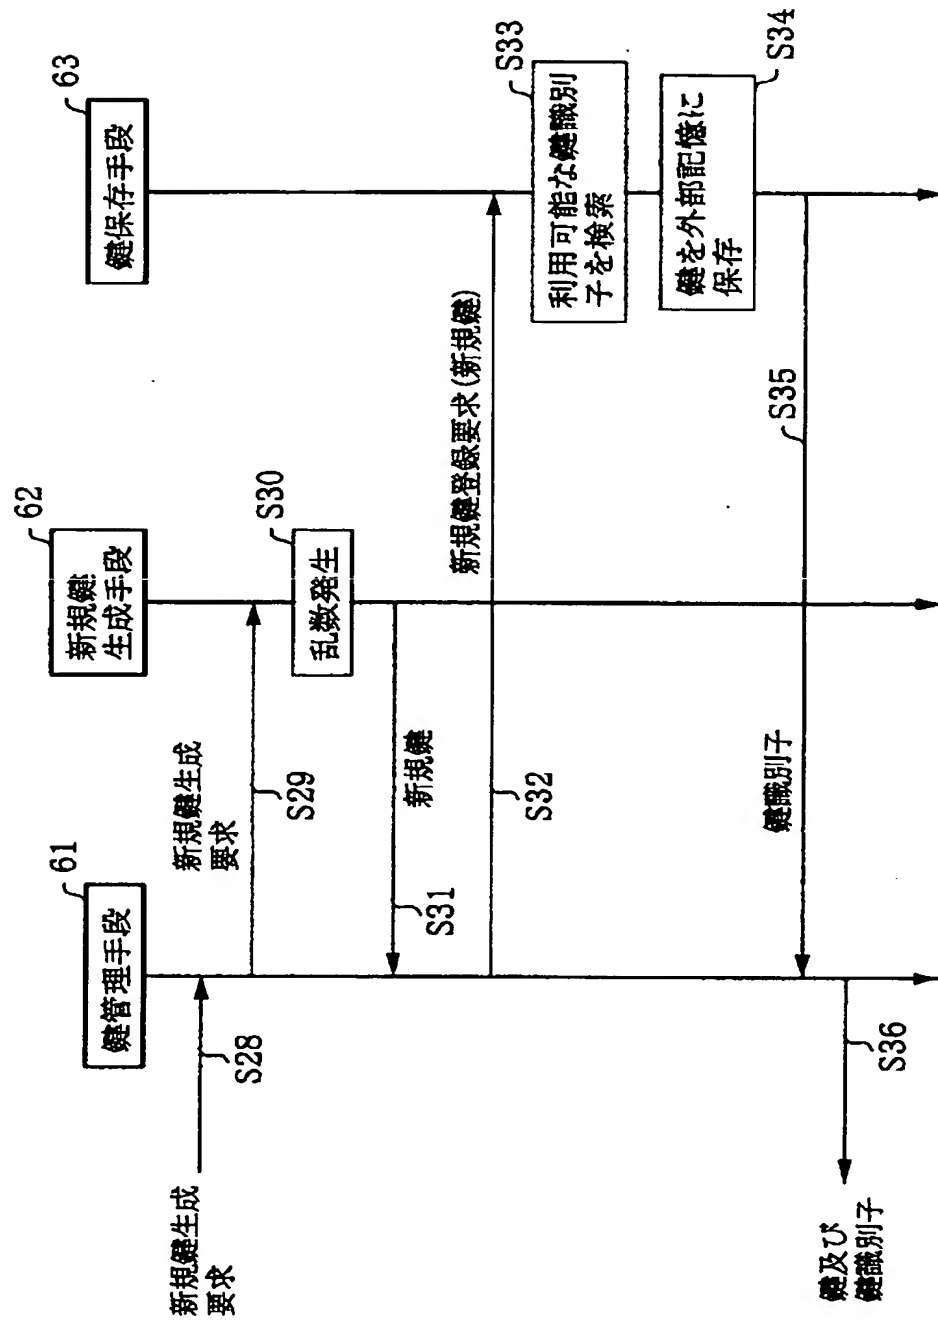 61
鍵管理手段
62
新規鍵
生成手段
63
鍵保存手段
新規鍵生成
要求
S28
新規鍵生成
要求
S29
S30
乱数発生
新規鍵
S31
新規鍵登録要求(新規鍵)
S32
S33
利用可能な鍵識別
子を検索
S34
鍵を外部記憶に
保存
S35
鍵識別子
S36
鍵及び
鍵識別子